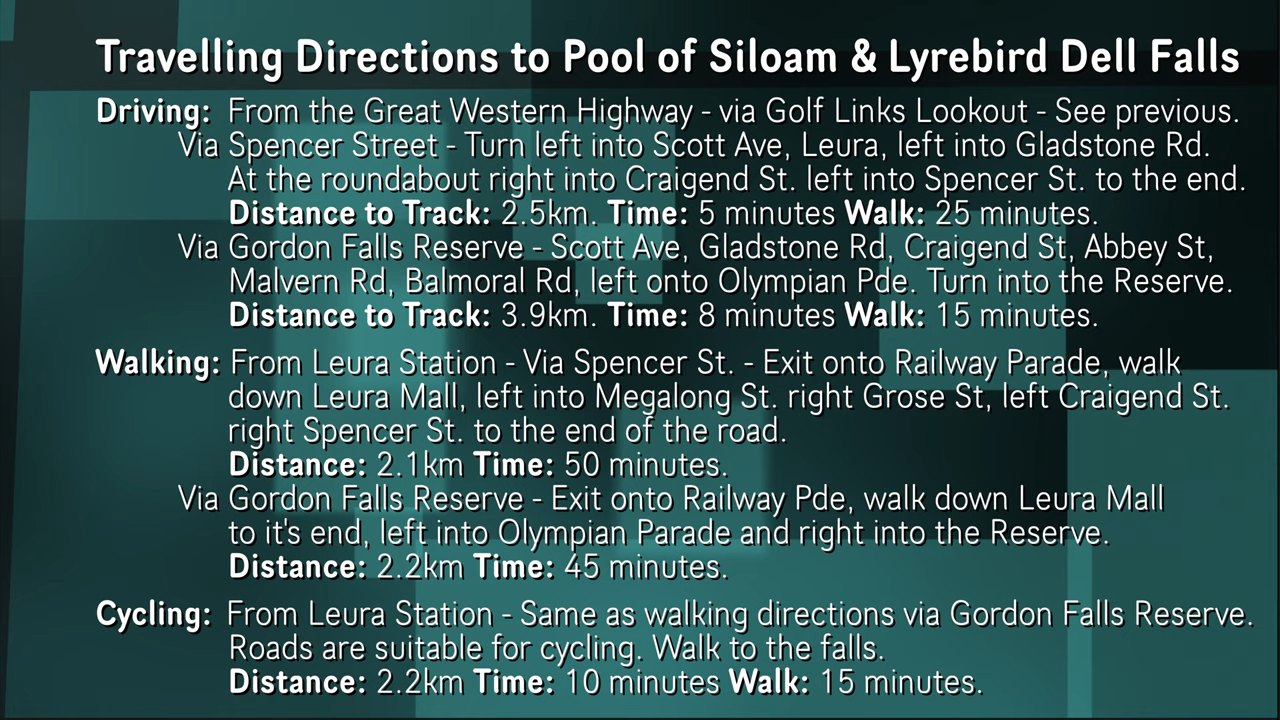 Travelling Directions to Pool of Siloam & Lyrebird Dell Falls
Driving: From the Great Western Highway - via Golf Links Lookout - See previous.
Via Spencer Street - Turn left into Scott Ave, Leura, left into Gladstone Rd.
At the roundabout right into Craigend St. left into Spencer St. to the end.
Distance to Track: 2.5km. Time: 5 minutes Walk: 25 minutes.
Via Gordon Falls Reserve - Scott Ave, Gladstone Rd, Craigend St, Abbey St,
Malvern Rd, Balmoral Rd, left onto Olympian Pde. Turn into the Reserve.
Distance to Track: 3.9km. Time: 8 minutes Walk: 15 minutes.
Walking: From Leura Station - Via Spencer St. - Exit onto Railway Parade, walk
down Leura Mall, left into Megalong St. right Grose St, left Craigend St.
right Spencer St. to the end of the road.
Distance: 2.1km Time: 50 minutes.
Via Gordon Falls Reserve - Exit onto Railway Pde, walk down Leura Mall
to it's end, left into Olympian Parade and right into the Reserve.
Distance: 2.2km Time: 45 minutes.
Cycling: From Leura Station - Same as walking directions via Gordon Falls Reserve.
Roads are suitable for cycling. Walk to the falls.
Distance: 2.2km Time: 10 minutes Walk: 15 minutes.